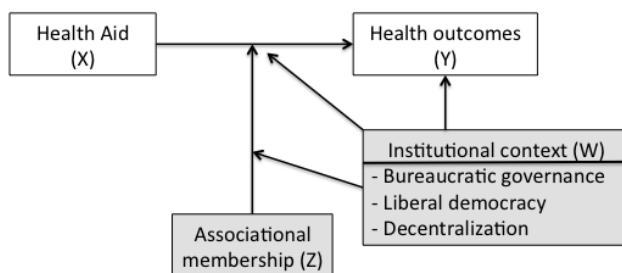 Health Aid
(X)
Health outcomes
(Y)
Institutional context (W)
- Bureaucratic governance
- Liberal democracy
- Decentralization
Associational
membership (Z)